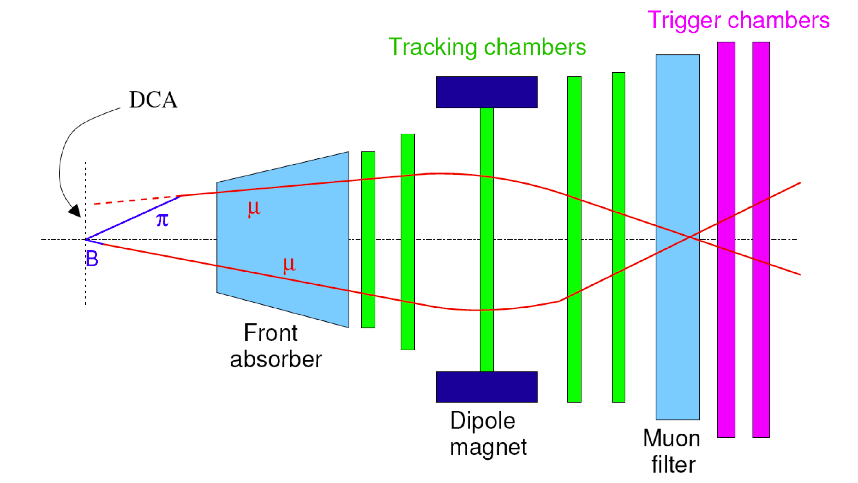 Trigger chambers
Tracking chambers
DCA
π
μ
B
μ
Front
absorber
Dipole
magnet
Muon
filter